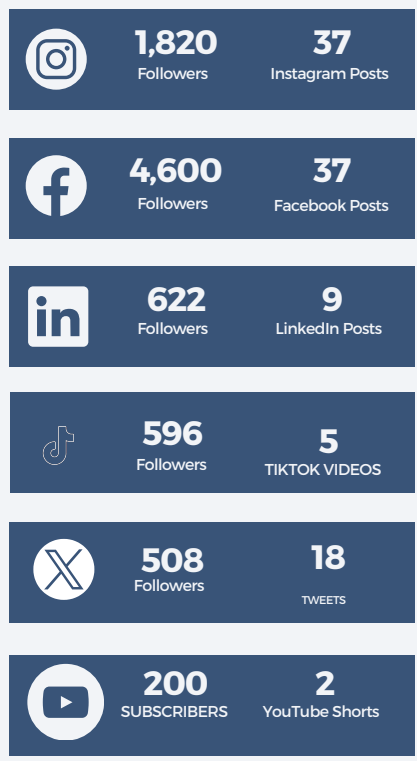 1,820
Followers
37
Instagram Posts
4,600
Followers
37
Facebook Posts
in
622
Followers
9
LinkedIn Posts
596
Followers
5
TIKTOK VIDEOS
X
508
Followers
18
TWEETS
200
SUBSCRIBERS
2
YouTube Shorts